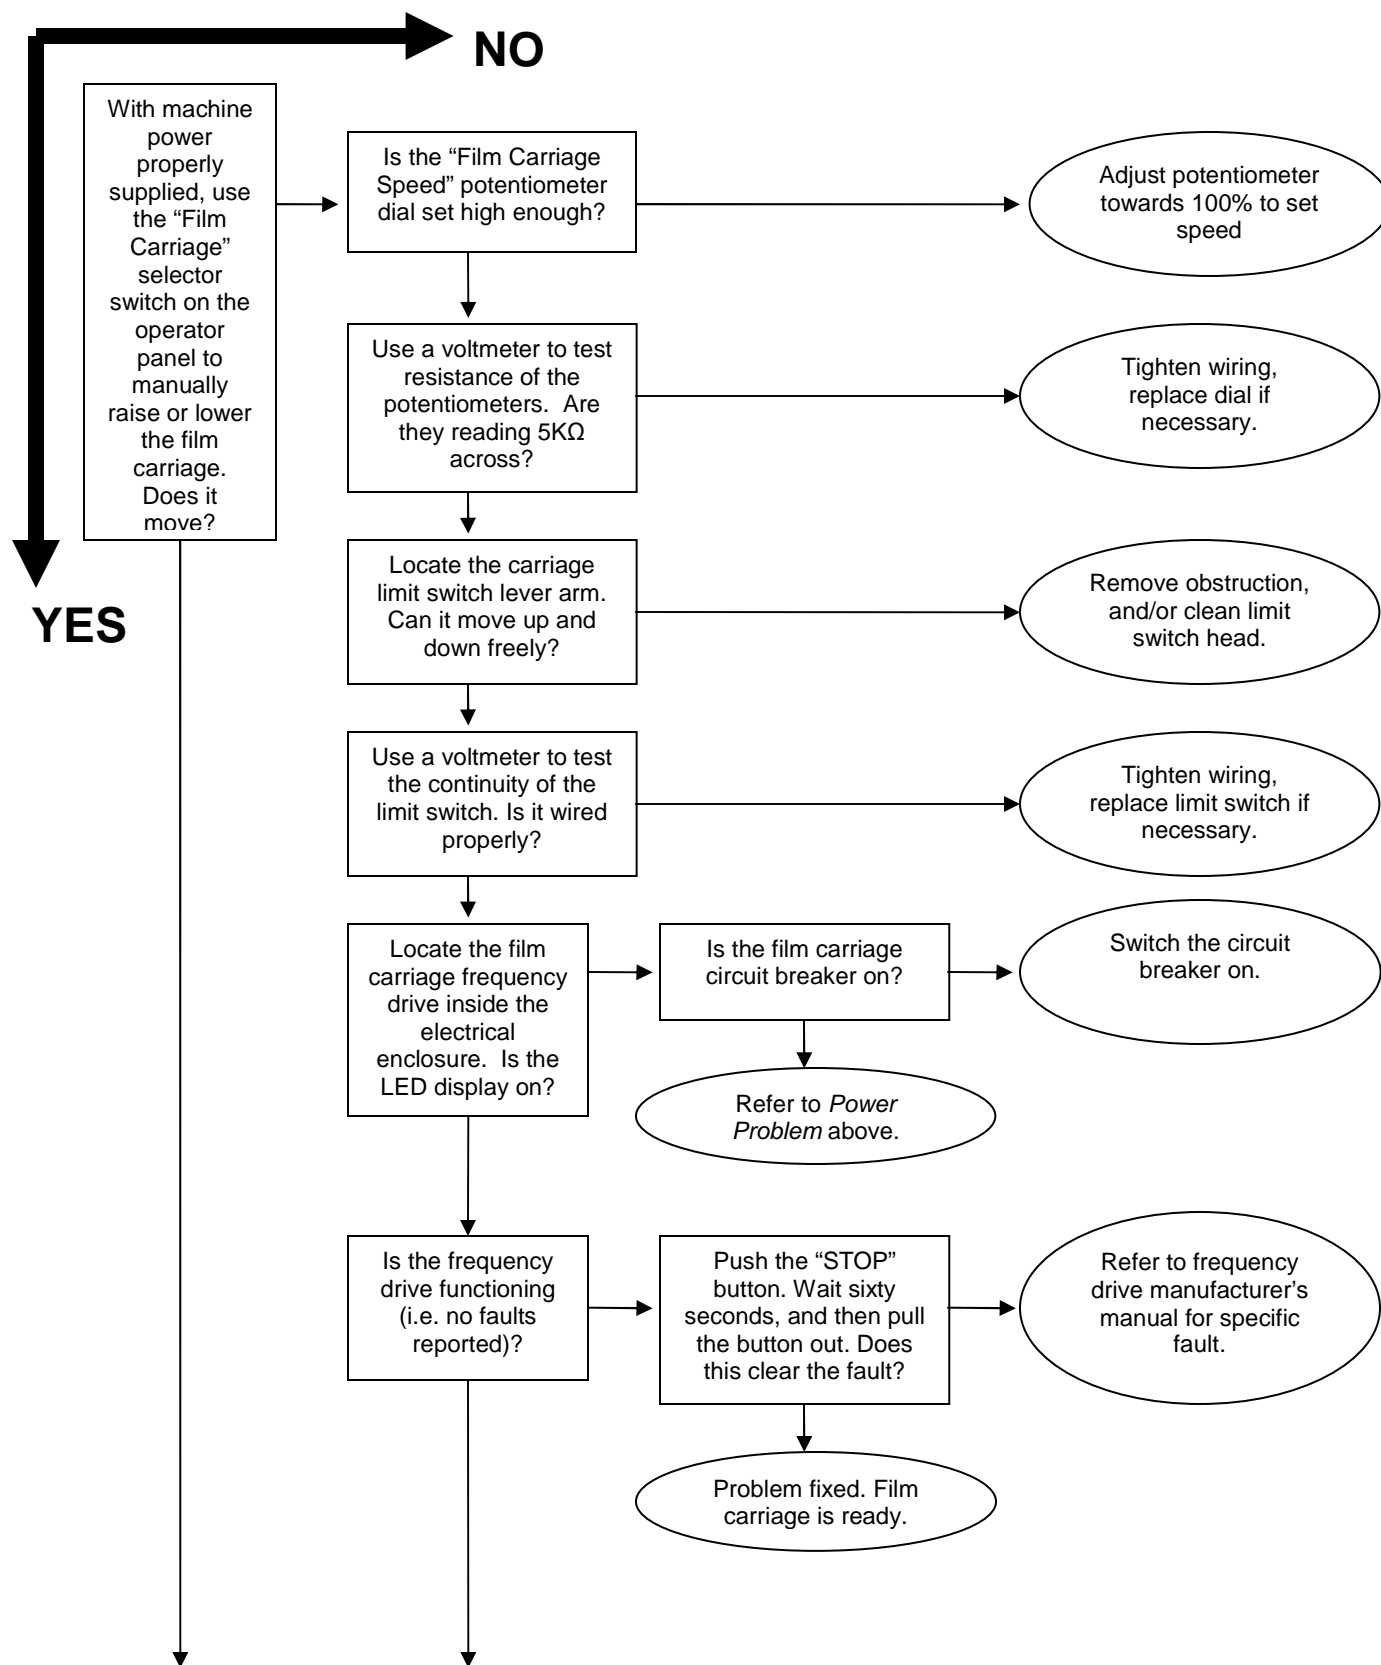 NO
YES
With machine
power
properly
supplied, use
the “Film
Carriage”
selector
switch on the
operator
panel to
manually
raise or lower
the film
carriage.
Does it
move?
Is the “Film Carriage
Speed” potentiometer
dial set high enough?
Adjust potentiometer
towards 100% to set
speed
Use a voltmeter to test
resistance of the
potentiometers.  Are
they reading 5KΩ
across?
Tighten wiring,
replace dial if
necessary.
Locate the carriage
limit switch lever arm.
Can it move up and
down freely?
Remove obstruction,
and/or clean limit
switch head.
Use a voltmeter to test
the continuity of the
limit switch. Is it wired
properly?
Tighten wiring,
replace limit switch if
necessary.
Locate the film
carriage frequency
drive inside the
electrical
enclosure.  Is the
LED display on?
Is the film carriage
circuit breaker on?
Switch the circuit
breaker on.
Refer to Power
Problem above.
Is the frequency
drive functioning
(i.e. no faults
reported)?
Push the “STOP”
button. Wait sixty
seconds, and then pull
the button out. Does
this clear the fault?
Refer to frequency
drive manufacturer’s
manual for specific
fault.
Problem fixed. Film
carriage is ready.